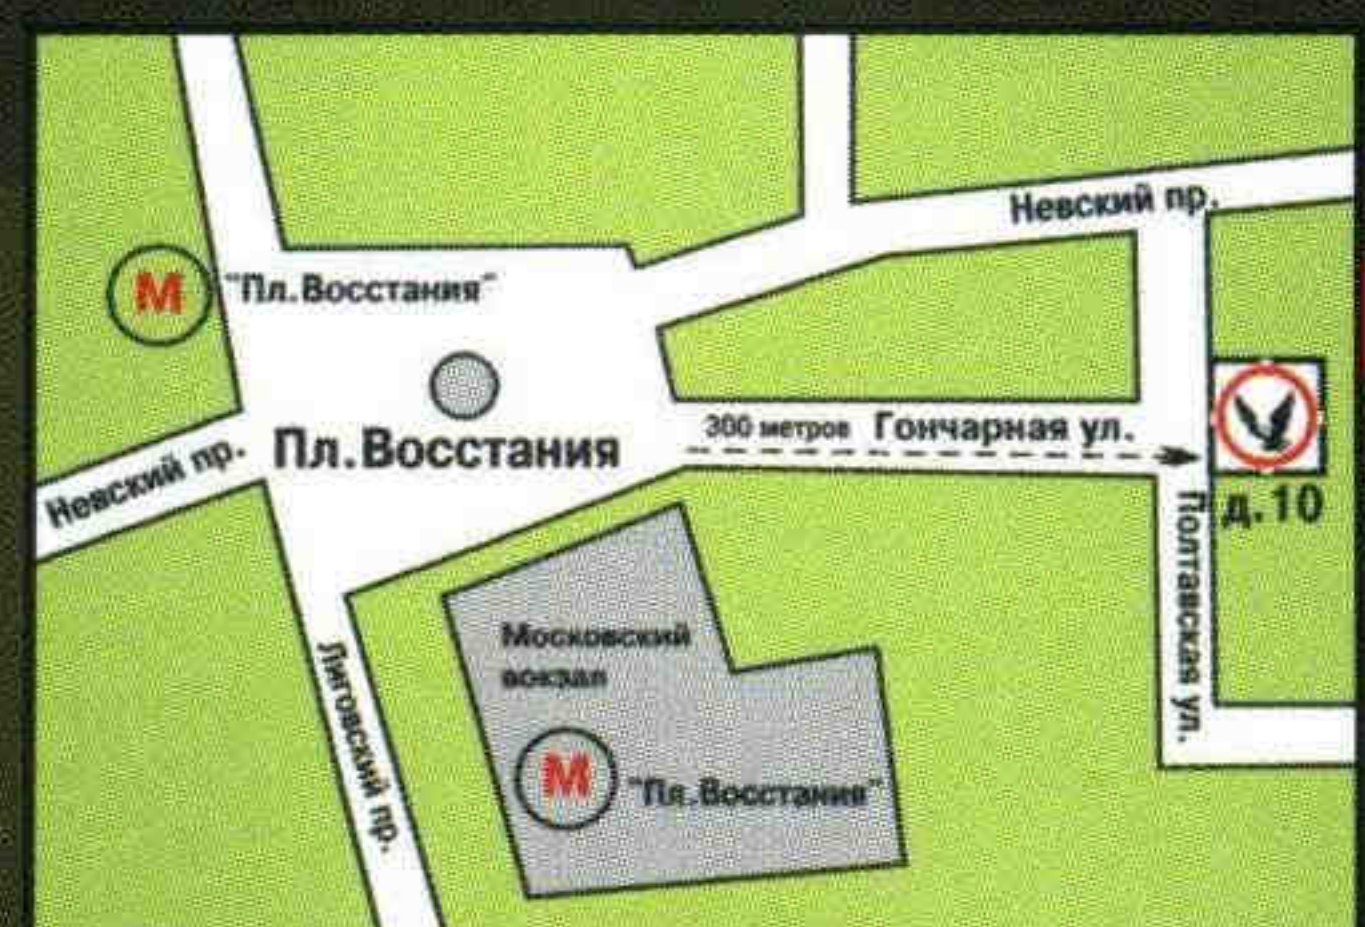 Невский пр.
М "Пл.Восстания"
Пл.Восстания
300 метров Гончарная ул.
Невский пр.
д.10
Полтавская ул.
Московский
вокзал
Лиговский пр.
М "Пл.Восстания"